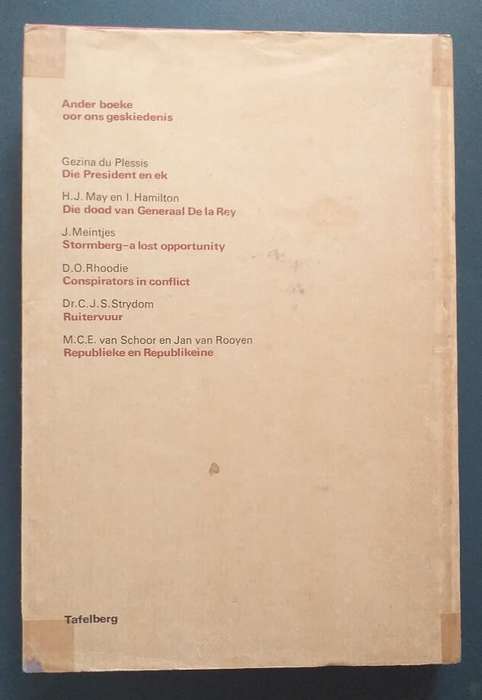 Ander boeke
oor ons geskiedenis
Gezina du Plessis
Die President en ek
H.J. May en I. Hamilton
Die dood van Generaal De la Rey
J. Meintjes
Stormberg–a lost opportunity
D.O. Rhoodie
Conspirators in conflict
Dr. C.J.S. Strydom
Ruitervuur
M.C.E. van Schoor en Jan van Rooyen
Republieke en Republikeine
Tafelberg